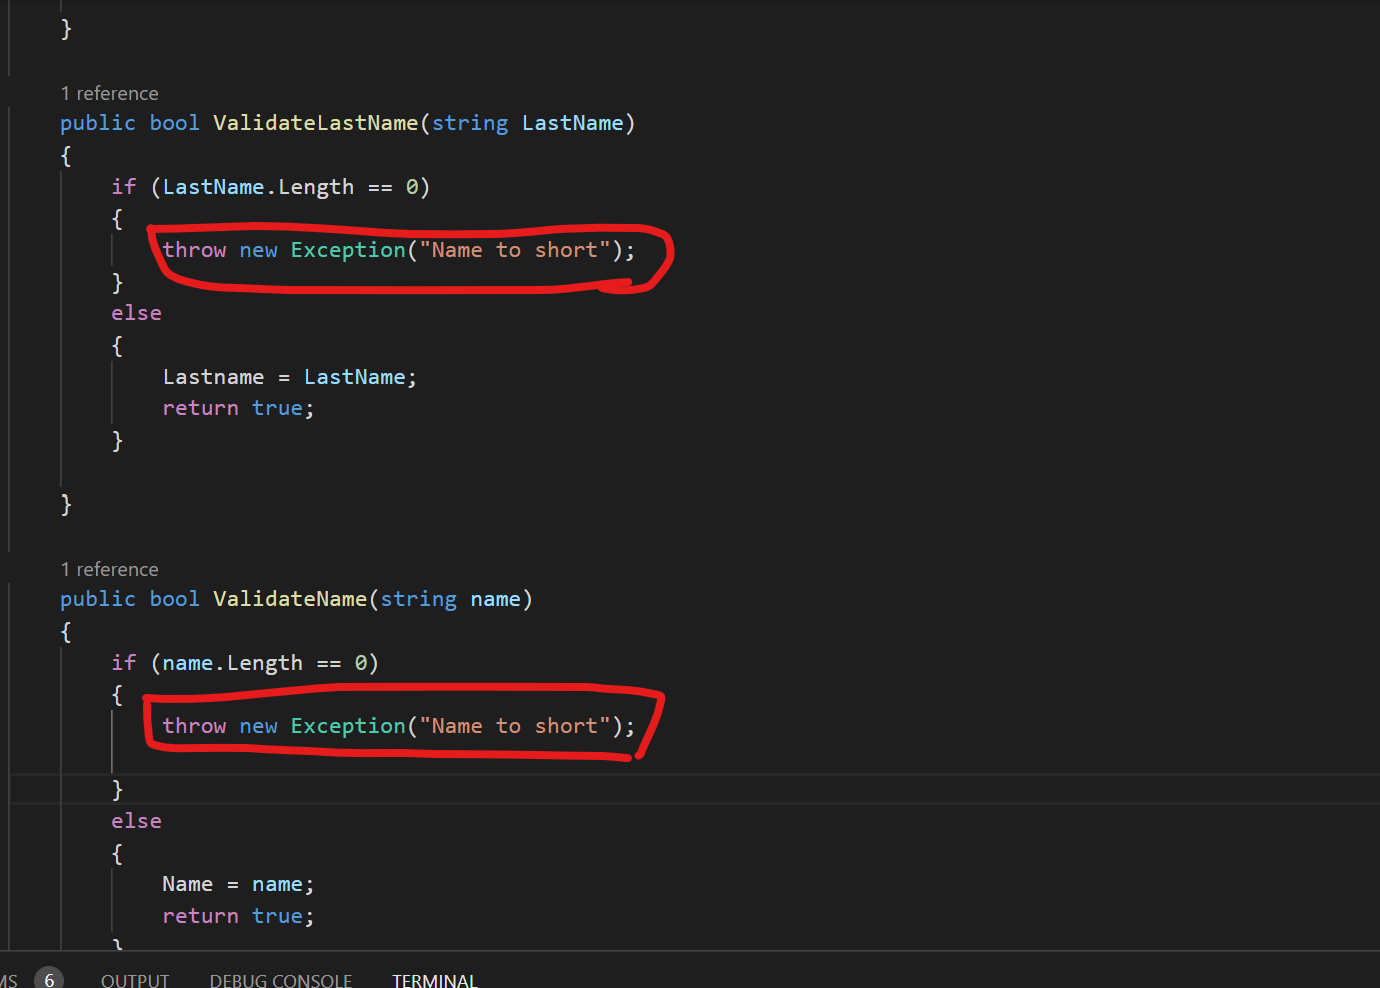 }
1 reference
public bool ValidateLastName(string LastName)
{
if (LastName.Length == 0)
{
throw new Exception("Name to short");
}
else
{
Lastname = LastName;
return true;
}
}
1 reference
public bool ValidateName(string name)
{
if (name.Length == 0)
{
throw new Exception("Name to short");
}
else
{
Name = name;
return true;
}
MS 6 OUTPUT DEBUG CONSOLE TERMINAL